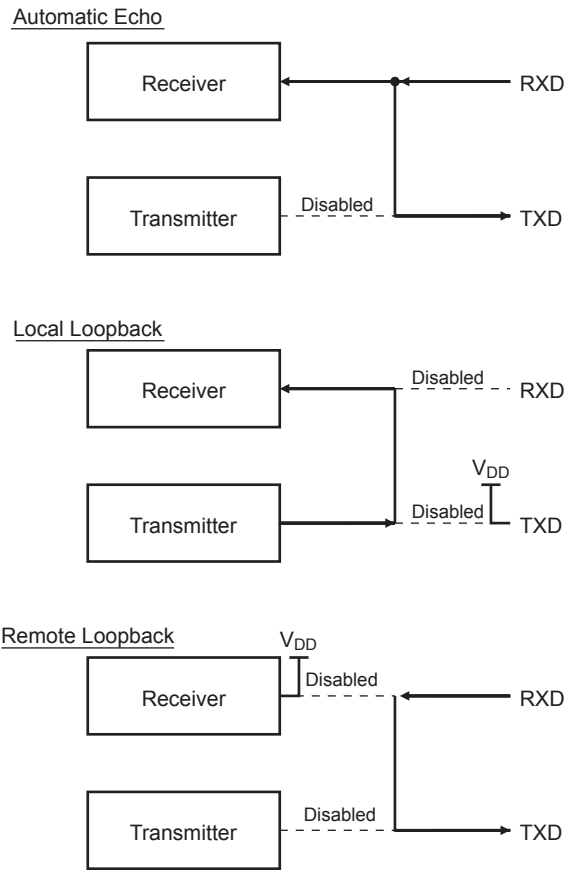 Automatic Echo
Receiver
RXD
Transmitter
Disabled
TXD
Local Loopback
Receiver
Disabled
RXD
VDD
Transmitter
Disabled
TXD
Remote Loopback
VDD
Receiver
Disabled
RXD
Transmitter
Disabled
TXD